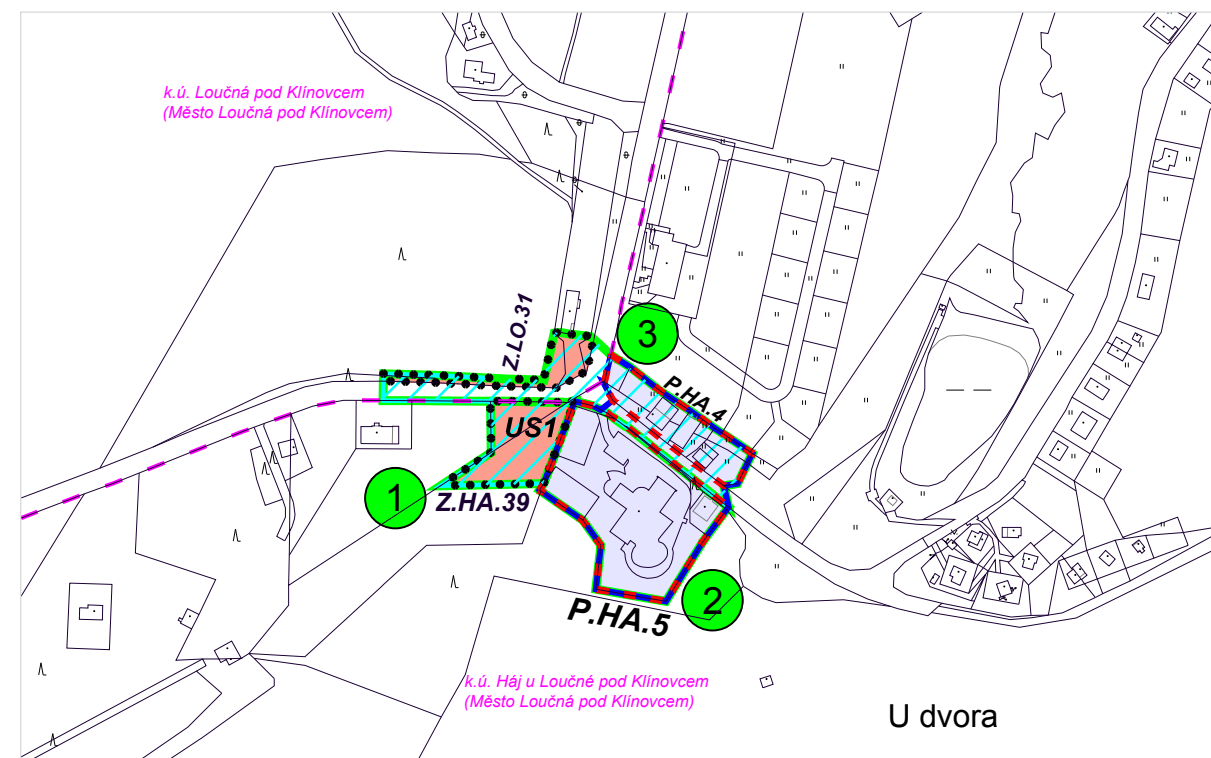 k.ú. Loučná pod Klínovcem
(Město Loučná pod Klínovcem)
Z.LO.31
3
P.HA.4
US1
1
Z.HA.39
2
P.HA.5
k.ú. Háj u Loučné pod Klínovcem
(Město Loučná pod Klínovcem)
U dvora